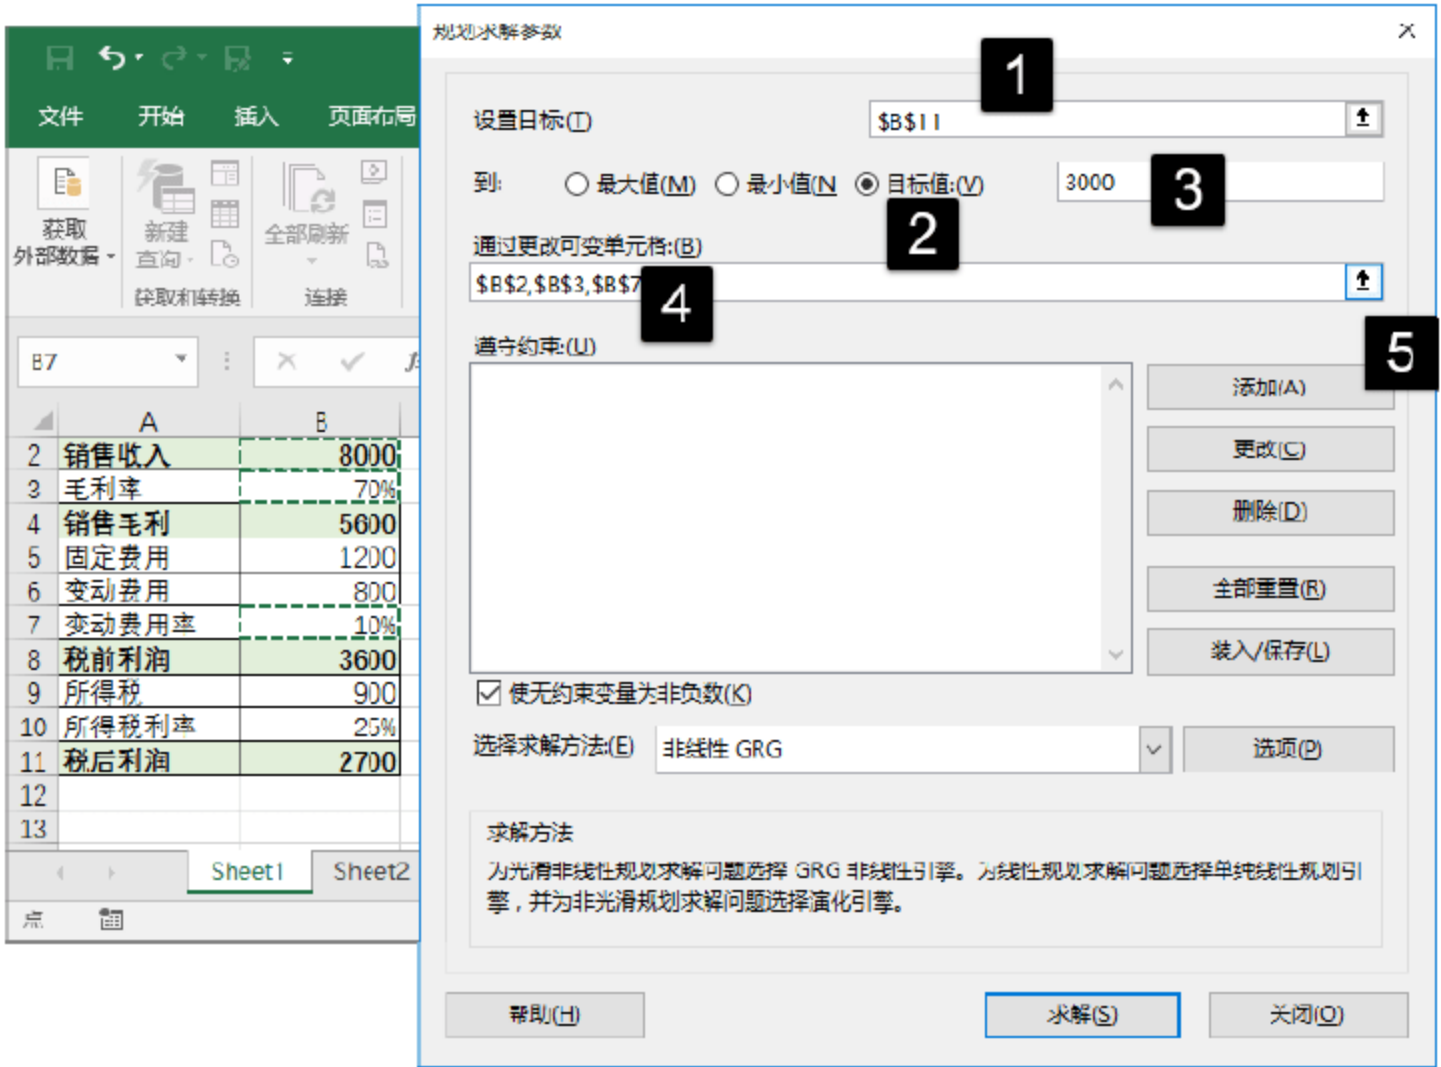 规划求解参数
文件 开始 插入 页面布局
获取
外部数据
新建
查询
全部刷新
获取和转换
连接
B7
A B
2 销售收入 8000
3 毛利率 70%
4 销售毛利 5600
5 固定费用 1200
6 变动费用 800
7 变动费用率 10%
8 税前利润 3600
9 所得税 900
10 所得税利率 25%
11 税后利润 2700
12
13
Sheet1 Sheet2
点
设置目标:(T) $B$11
1
到: 最大值(M) 最小值(N 目标值:(V) 3000
2
3
通过更改可变单元格:(B)
$B$2,$B$3,$B$7
4
5
遵守约束:(U)
添加(A)
更改(C)
删除(D)
全部重置(R)
装入/保存(L)
使无约束变量为非负数(K)
选择求解方法:(E) 非线性 GRG 选项(P)
求解方法
为光滑非线性规划求解问题选择 GRG 非线性引擎。为线性规划求解问题选择单纯线性规划引
擎，并为非光滑规划求解问题选择演化引擎。
帮助(H) 求解(S) 关闭(O)